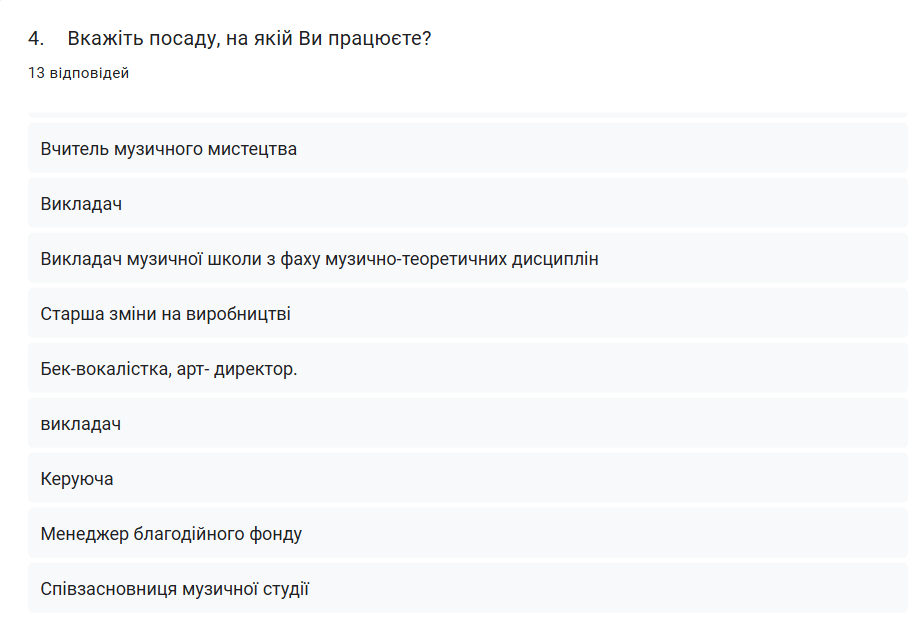 4. Вкажіть посаду, на якій Ви працюєте?
13 відповідей
Вчитель музичного мистецтва
Викладач
Викладач музичної школи з фаху музично-теоретичних дисциплін
Старша зміни на виробництві
Бек-вокалістка, арт- директор.
викладач
Керуюча
Менеджер благодійного фонду
Співзасновниця музичної студії